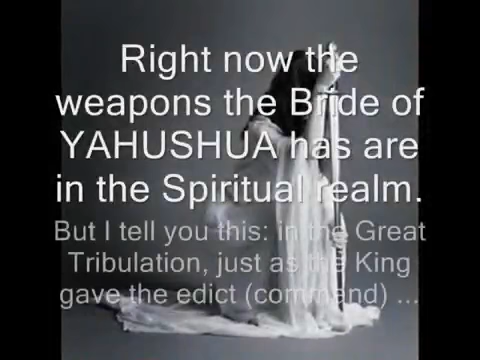 Right now the
weapons the Bride of
YAHUSHUA has are
in the Spiritual realm.
But I tell you this: in the Great
Tribulation, just as the King
gave the edict (command) ...